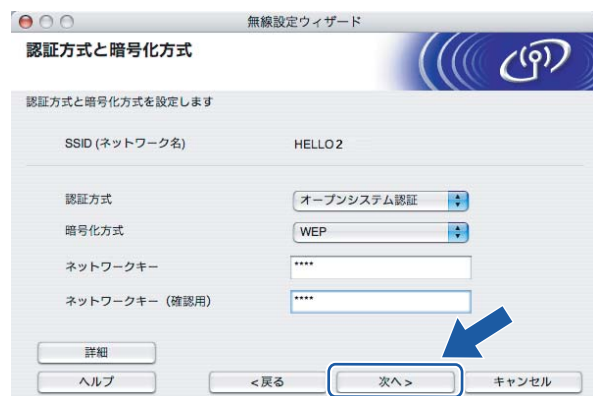 無線設定ウィザード
認証方式と暗号化方式
認証方式と暗号化方式を設定します
SSID (ネットワーク名) HELLO2
認証方式 オープンシステム認証
暗号化方式 WEP
ネットワークキー ****
ネットワークキー（確認用） ****
詳細
ヘルプ <戻る 次へ> キャンセル